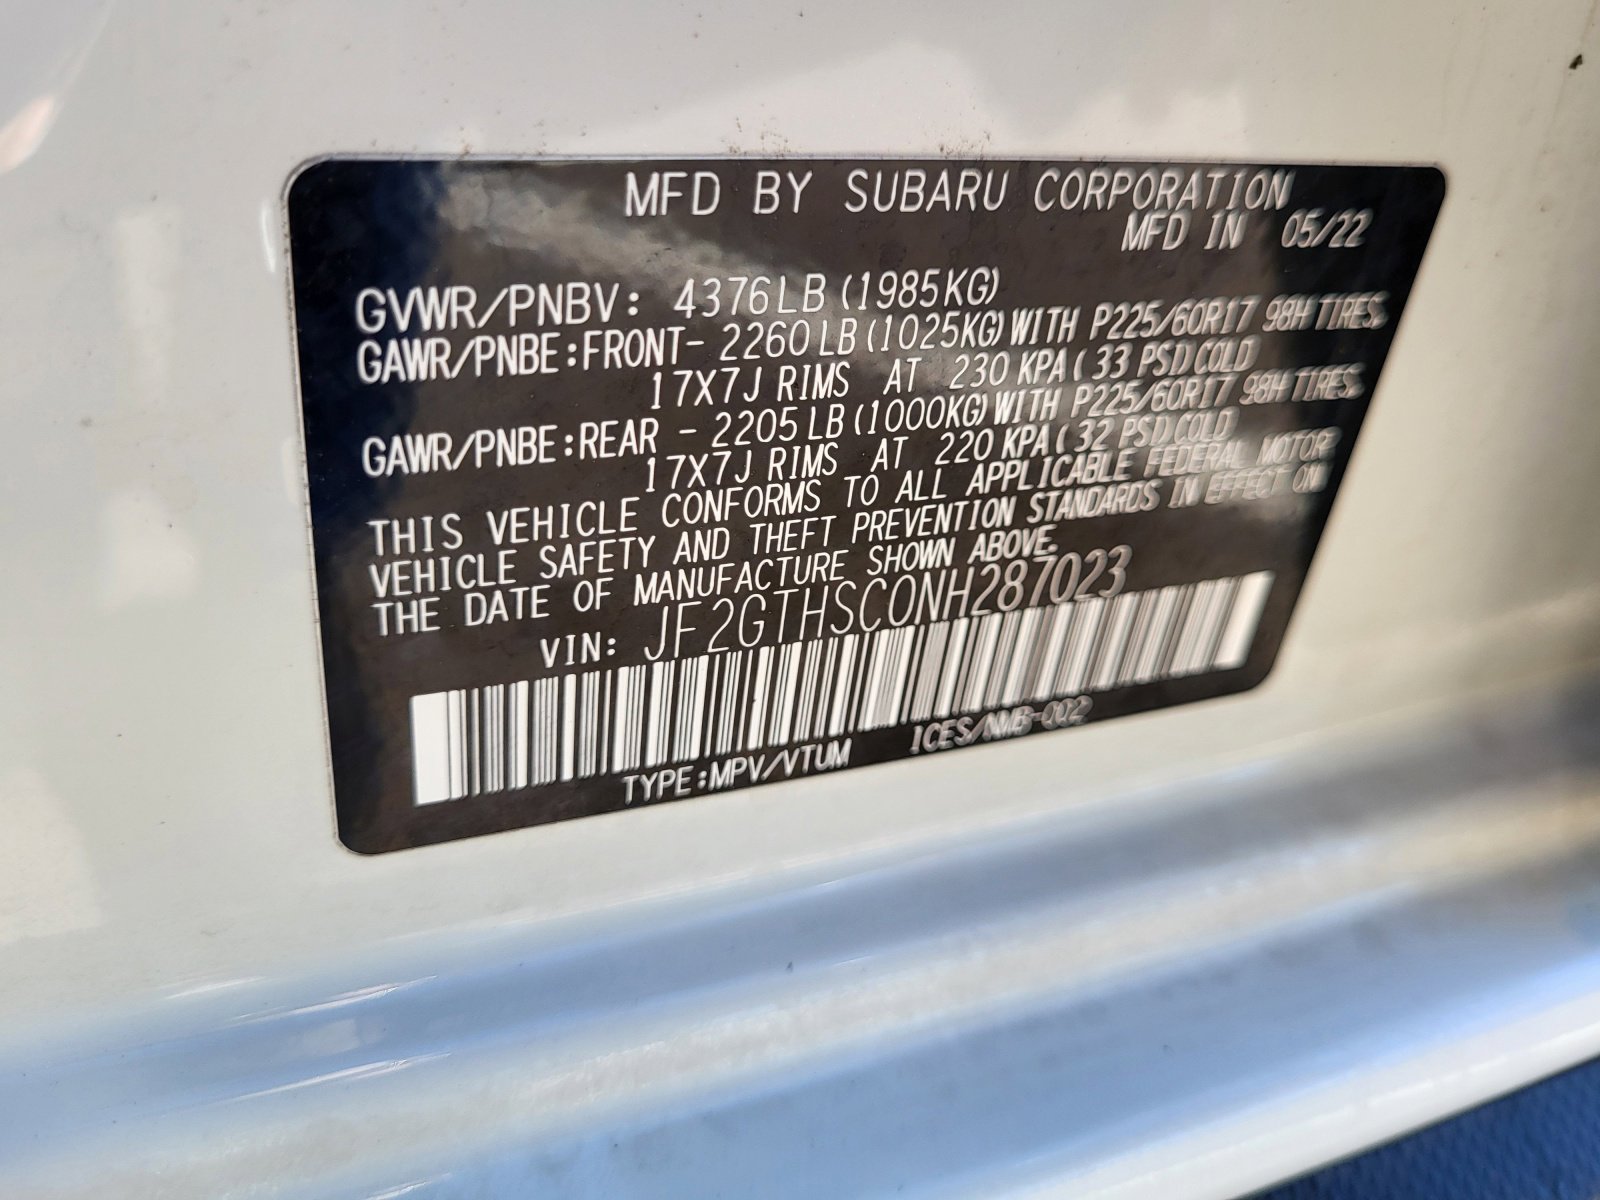 MFD BY SUBARU CORPORATION
MFD IN 05/22
GVWR/PNBV: 4376LB (1985KG)
GAWR/PNBE:FRONT- 2260LB (1025KG) WITH P225/60R17 98H TIRES,
17X7J RIMS AT 230 KPA ( 33 PSI) COLD
GAWR/PNBE:REAR - 2205LB (1000KG) WITH P225/60R17 98H TIRES,
17X7J RIMS AT 220 KPA ( 32 PSI) COLD
THIS VEHICLE CONFORMS TO ALL APPLICABLE FEDERAL MOTOR
VEHICLE SAFETY AND THEFT PREVENTION STANDARDS IN EFFECT ON
THE DATE OF MANUFACTURE SHOWN ABOVE.
VIN: JF2GTHSC0NH287023
TYPE:MPV/VTUM ICES/NMB-002